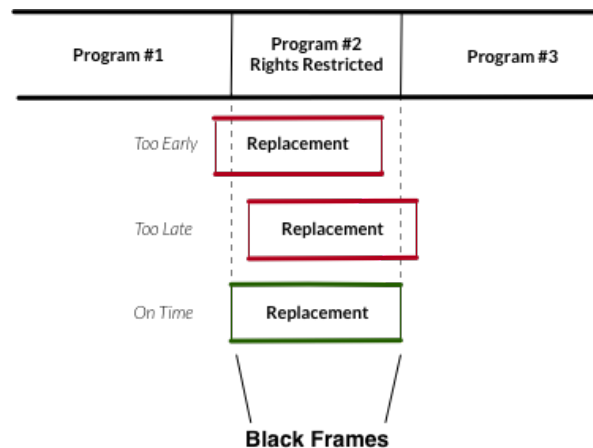 Program #1
Program #2
Rights Restricted
Program #3
Too Early
Replacement
Too Late
Replacement
On Time
Replacement
Black Frames